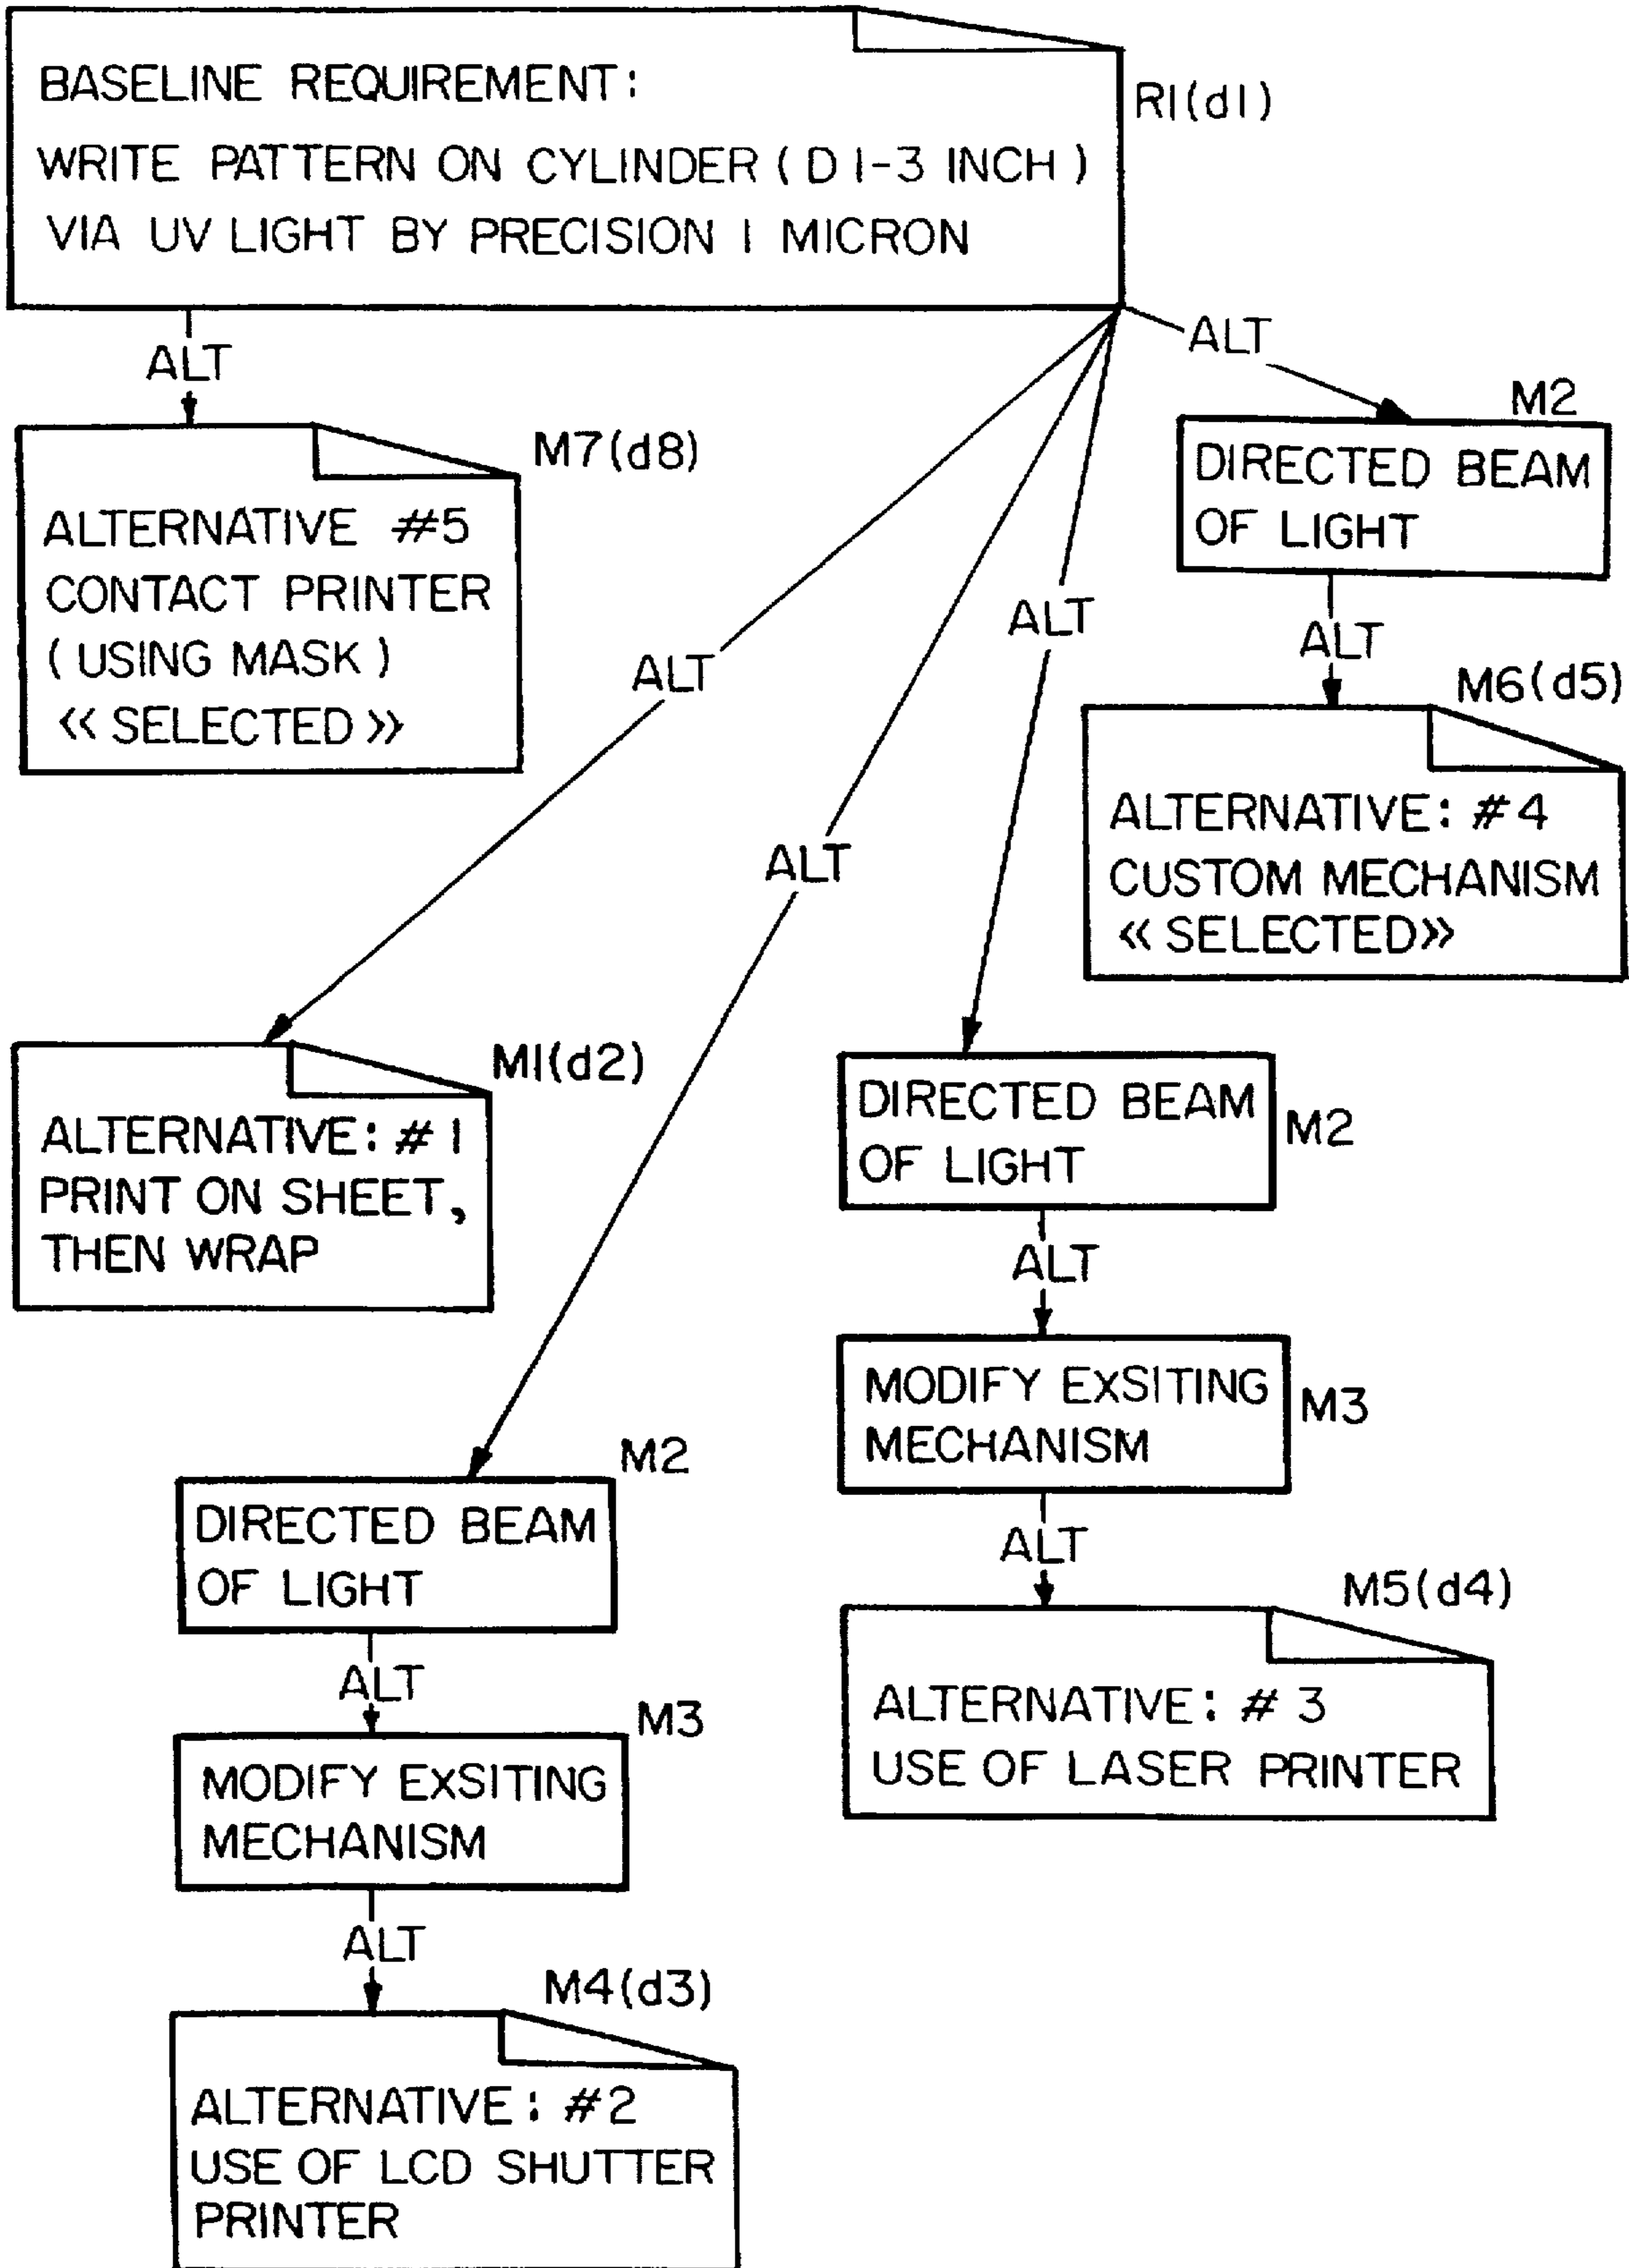 BASELINE REQUIREMENT:
WRITE PATTERN ON CYLINDER ( D 1-3 INCH )
VIA UV LIGHT BY PRECISION 1 MICRON
R1(d1)
ALT
ALT
M7(d8)
ALTERNATIVE #5
CONTACT PRINTER
( USING MASK )
« SELECTED »
M2
DIRECTED BEAM
OF LIGHT
ALT
M6(d5)
ALTERNATIVE: #4
CUSTOM MECHANISM
« SELECTED»
ALT
ALT
ALT
M1(d2)
ALTERNATIVE: # 1
PRINT ON SHEET,
THEN WRAP
DIRECTED BEAM
OF LIGHT
M2
ALT
MODIFY EXSITING
MECHANISM
M3
ALT
M5(d4)
ALTERNATIVE: # 3
USE OF LASER PRINTER
M2
DIRECTED BEAM
OF LIGHT
ALT
M3
MODIFY EXSITING
MECHANISM
ALT
M4(d3)
ALTERNATIVE: #2
USE OF LCD SHUTTER
PRINTER